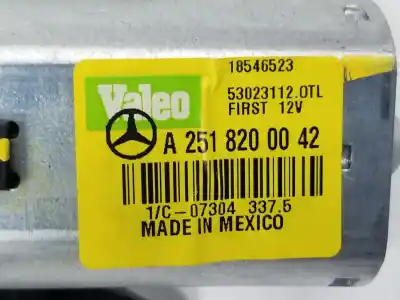 18546523
Valeo
53023112.OTL
FIRST 12V
A 251 820 00 42
1/C-07304 337.5
MADE IN MEXICO